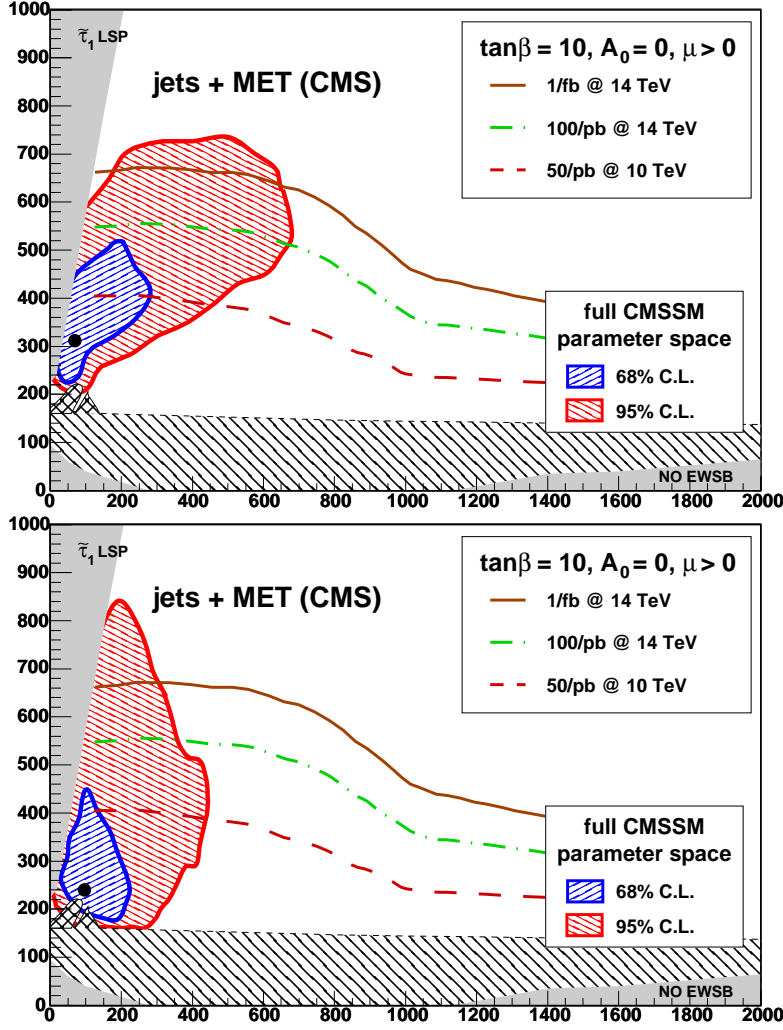 1000
900
800
700
600
500
400
300
200
100
0
τ̃₁ LSP
jets + MET (CMS)
tanβ = 10, A₀ = 0, μ > 0
1/fb @ 14 TeV
100/pb @ 14 TeV
50/pb @ 10 TeV
full CMSSM
parameter space
68% C.L.
95% C.L.
NO EWSB
0 200 400 600 800 1000 1200 1400 1600 1800 2000
1000
900
800
700
600
500
400
300
200
100
0
τ̃₁ LSP
jets + MET (CMS)
tanβ = 10, A₀ = 0, μ > 0
1/fb @ 14 TeV
100/pb @ 14 TeV
50/pb @ 10 TeV
full CMSSM
parameter space
68% C.L.
95% C.L.
NO EWSB
0 200 400 600 800 1000 1200 1400 1600 1800 2000